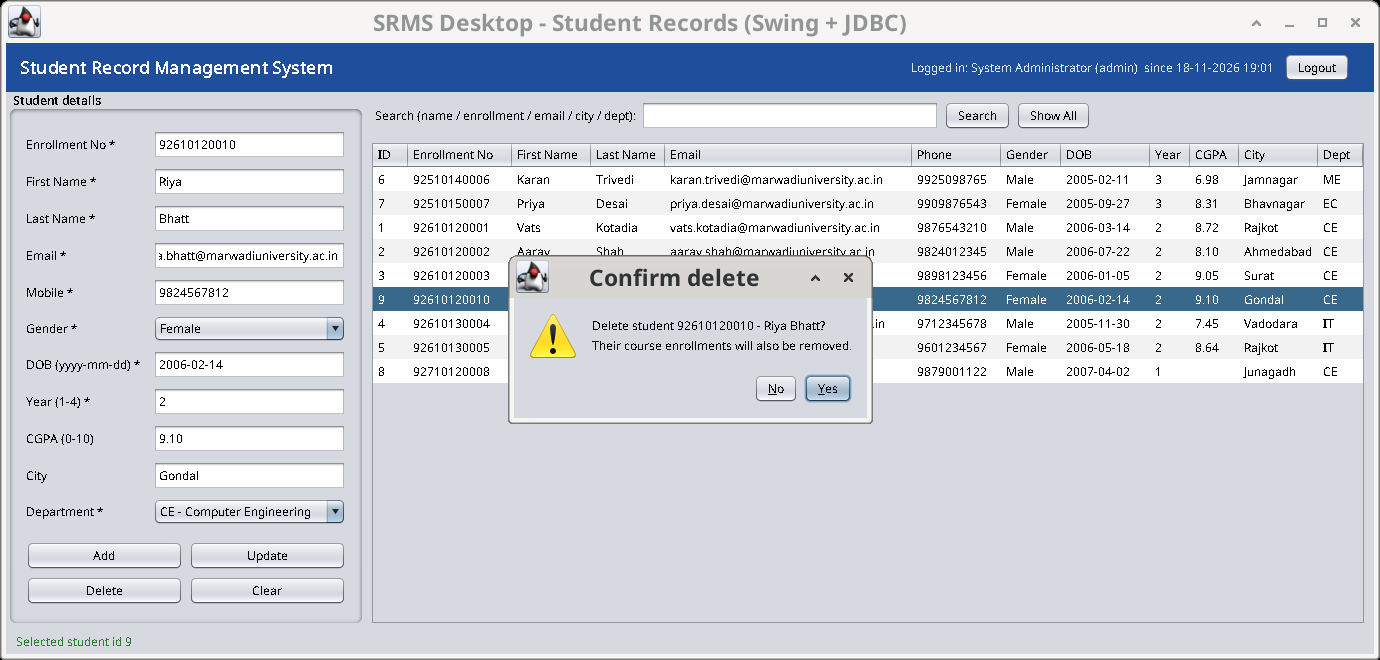 SRMS Desktop - Student Records (Swing + JDBC)
Student Record Management System
Logged in: System Administrator (admin) since 18-11-2026 19:01 Logout
Student details
Enrollment No * 92610120010
First Name * Riya
Last Name * Bhatt
Email * a.bhatt@marwadiuniversity.ac.in
Mobile * 9824567812
Gender * Female
DOB (yyyy-mm-dd) * 2006-02-14
Year (1-4) * 2
CGPA (0-10) 9.10
City Gondal
Department * CE - Computer Engineering
Add Update
Delete Clear
Selected student id 9
Search (name / enrollment / email / city / dept): Search Show All
ID Enrollment No First Name Last Name Email Phone Gender DOB Year CGPA City Dept
6 92510140006 Karan Trivedi karan.trivedi@marwadiuniversity.ac.in 9925098765 Male 2005-02-11 3 6.98 Jamnagar ME
7 92510150007 Priya Desai priya.desai@marwadiuniversity.ac.in 9909876543 Female 2005-09-27 3 8.31 Bhavnagar EC
1 92610120001 Vats Kotadia vats.kotadia@marwadiuniversity.ac.in 9876543210 Male 2006-03-14 2 8.72 Rajkot CE
2 92610120002 Aarav Shah aarav.shah@marwadiuniversity.ac.in 9824012345 Male 2006-07-22 2 8.10 Ahmedabad CE
3 92610120003 9898123456 Female 2006-01-05 2 9.05 Surat CE
9 92610120010 9824567812 Female 2006-02-14 2 9.10 Gondal CE
4 92610130004 in 9712345678 Male 2005-11-30 2 7.45 Vadodara IT
5 92610130005 9601234567 Female 2006-05-18 2 8.64 Rajkot IT
8 92710120008 9879001122 Male 2007-04-02 1 Junagadh CE
Confirm delete
Delete student 92610120010 - Riya Bhatt?
Their course enrollments will also be removed.
No Yes